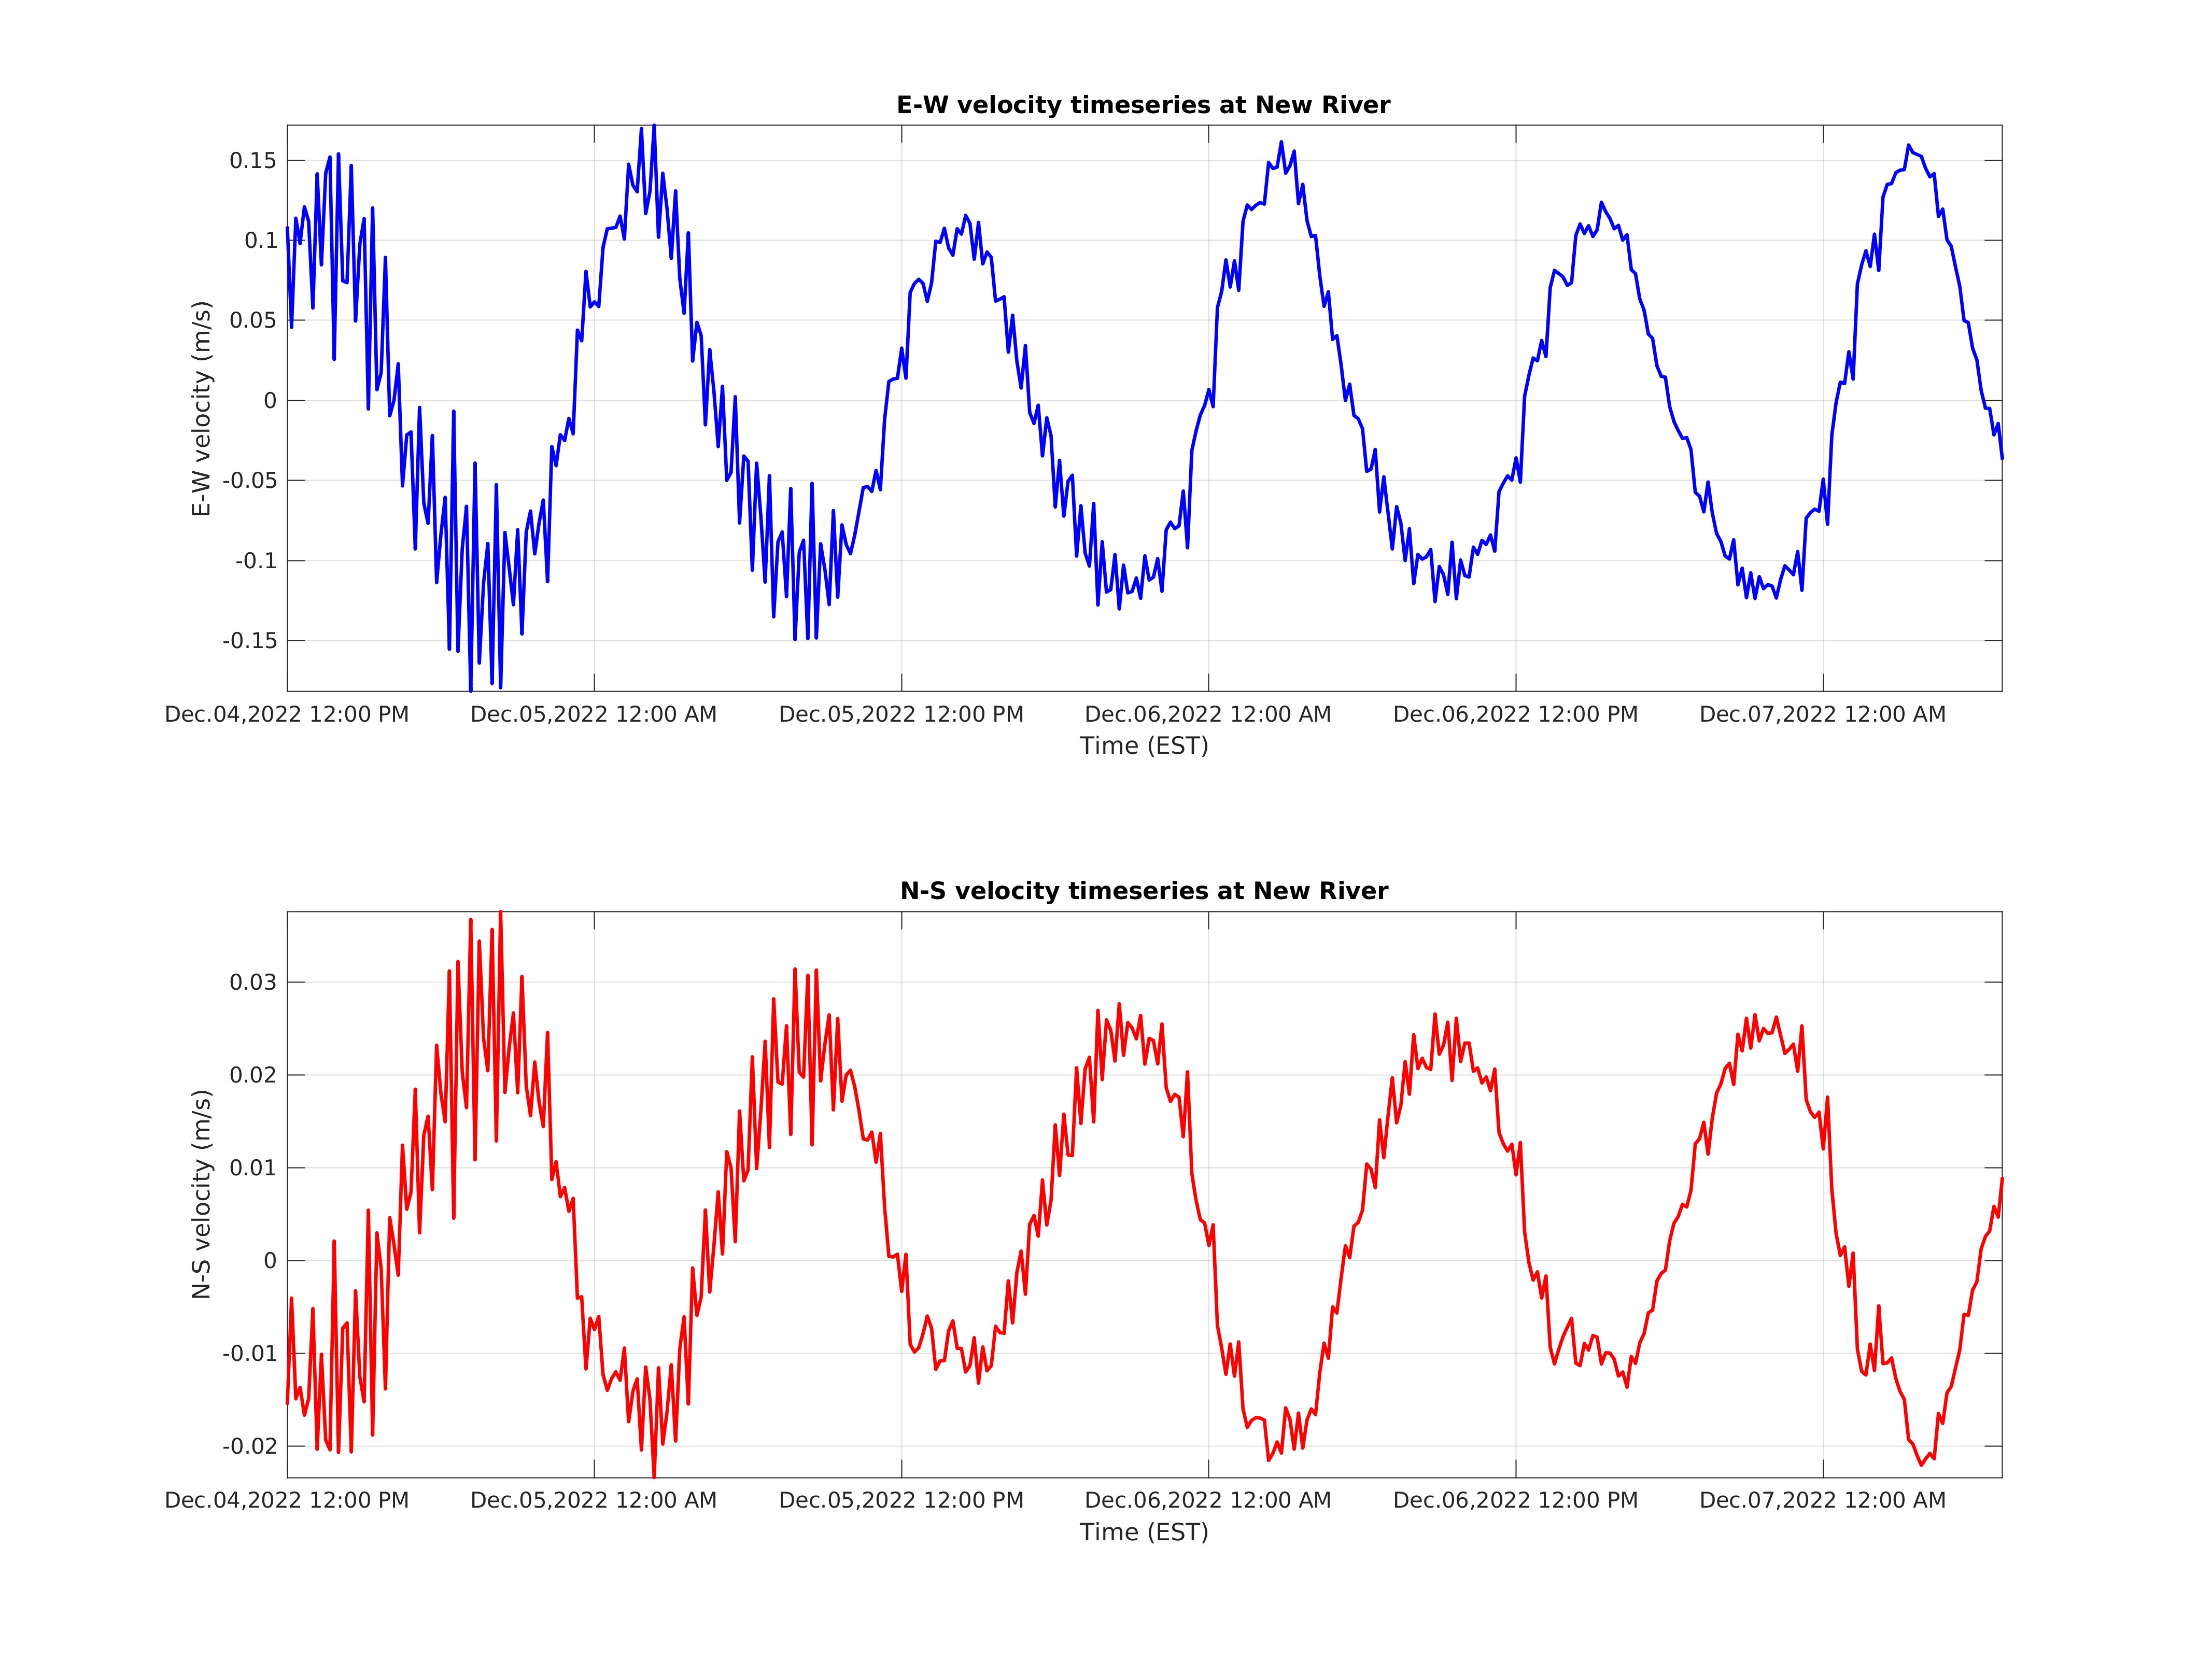 E-W velocity timeseries at New River
E-W velocity (m/s)
0.15
0.1
0.05
0
-0.05
-0.1
-0.15
Dec.04,2022 12:00 PM Dec.05,2022 12:00 AM Dec.05,2022 12:00 PM Dec.06,2022 12:00 AM Dec.06,2022 12:00 PM Dec.07,2022 12:00 AM
Time (EST)
N-S velocity timeseries at New River
N-S velocity (m/s)
0.03
0.02
0.01
0
-0.01
-0.02
Dec.04,2022 12:00 PM Dec.05,2022 12:00 AM Dec.05,2022 12:00 PM Dec.06,2022 12:00 AM Dec.06,2022 12:00 PM Dec.07,2022 12:00 AM
Time (EST)